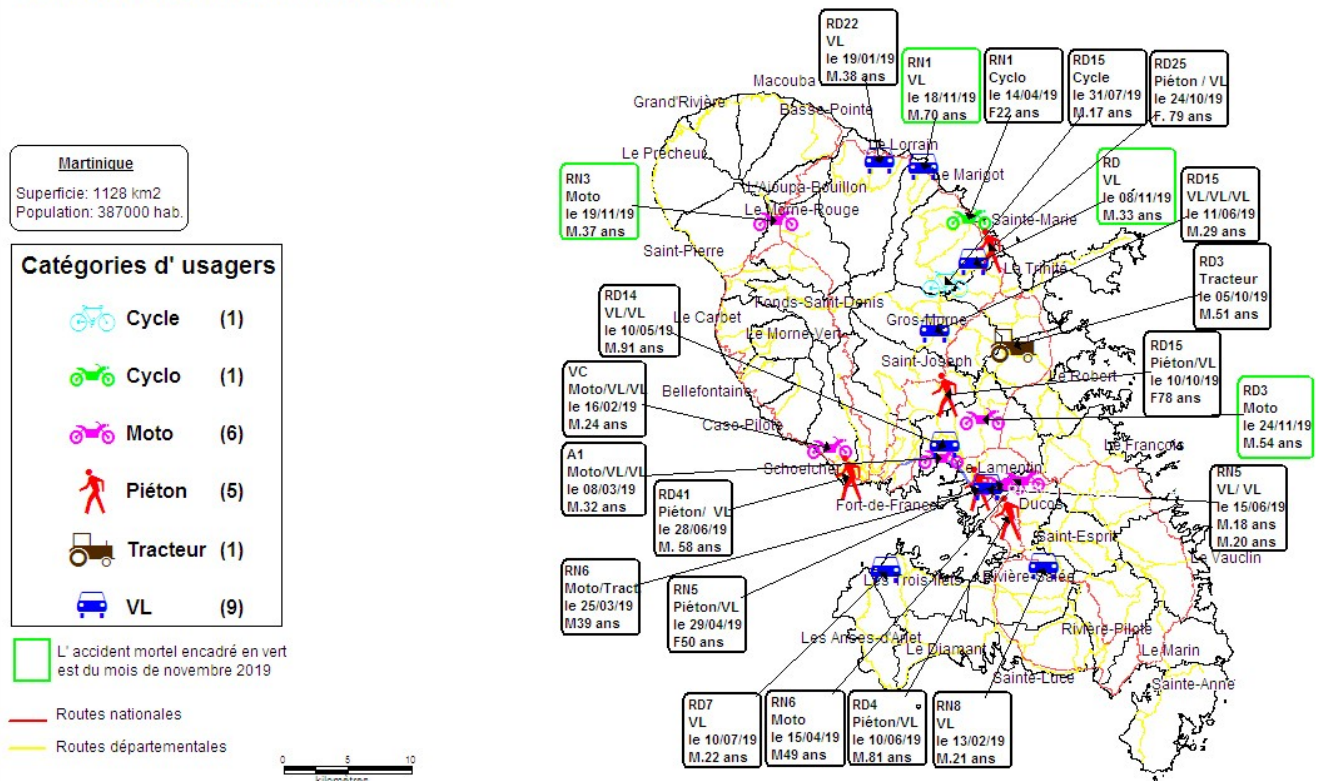 Martinique
Superficie: 1128 km2
Population: 387000 hab.
Catégories d' usagers
Cycle (1)
Cyclo (1)
Moto (6)
Piéton (5)
Tracteur (1)
VL (9)
L' accident mortel encadré en vert
est du mois de novembre 2019
Routes nationales
Routes départementales
0 5 10
kilomètres
RD22
VL
le 19/01/19
M.38 ans
RN1
VL
le 18/11/19
M.70 ans
RN1
Cyclo
le 14/04/19
F22 ans
RD15
Cycle
le 31/07/19
M.17 ans
RD25
Piéton / VL
le 24/10/19
F. 79 ans
RN3
Moto
le 19/11/19
M.37 ans
RD
VL
le 08/11/19
M.33 ans
RD15
VL/VL/VL
le 11/06/19
M.29 ans
RD3
Tracteur
le 05/10/19
M.51 ans
RD14
VL/VL
le 10/05/19
M.91 ans
RD15
Piéton/VL
le 10/10/19
F78 ans
VC
Moto/VL/VL
le 16/02/19
M.24 ans
RD3
Moto
le 24/11/19
M.54 ans
A1
Moto/VL/VL
le 08/03/19
M.32 ans
RD41
Piéton/ VL
le 28/06/19
M. 58 ans
RN5
VL/ VL
le 15/06/19
M.18 ans
M.20 ans
RN6
Moto/Tract
le 25/03/19
M39 ans
RN5
Piéton/VL
le 29/04/19
F50 ans
RD7
VL
le 10/07/19
M.22 ans
RN6
Moto
le 15/04/19
M49 ans
RD4
Piéton/VL
le 10/06/19
M.81 ans
RN8
VL
le 13/02/19
M.21 ans
Macouba
Grand'Rivière
Basse-Pointe
Le Lorrain
Le Prêcheur
Le Marigot
L'Ajoupa-Bouillon
Le Morne-Rouge
Sainte-Marie
Saint-Pierre
Le Trinité
Fonds-Saint-Denis
Le Carbet
Gros-Morne
Le Morne-Vert
Saint-Joseph
Le Robert
Bellefontaine
Case-Pilote
Le François
Schoelcher
Le Lamentin
Fort-de-France
Ducos
Saint-Esprit
Le Vauclin
Les Trois-Ilets
Rivière-Salée
Rivière-Pilote
Les Anses-d'Arlet
Le Diamant
Le Marin
Sainte-Luce
Sainte-Anne